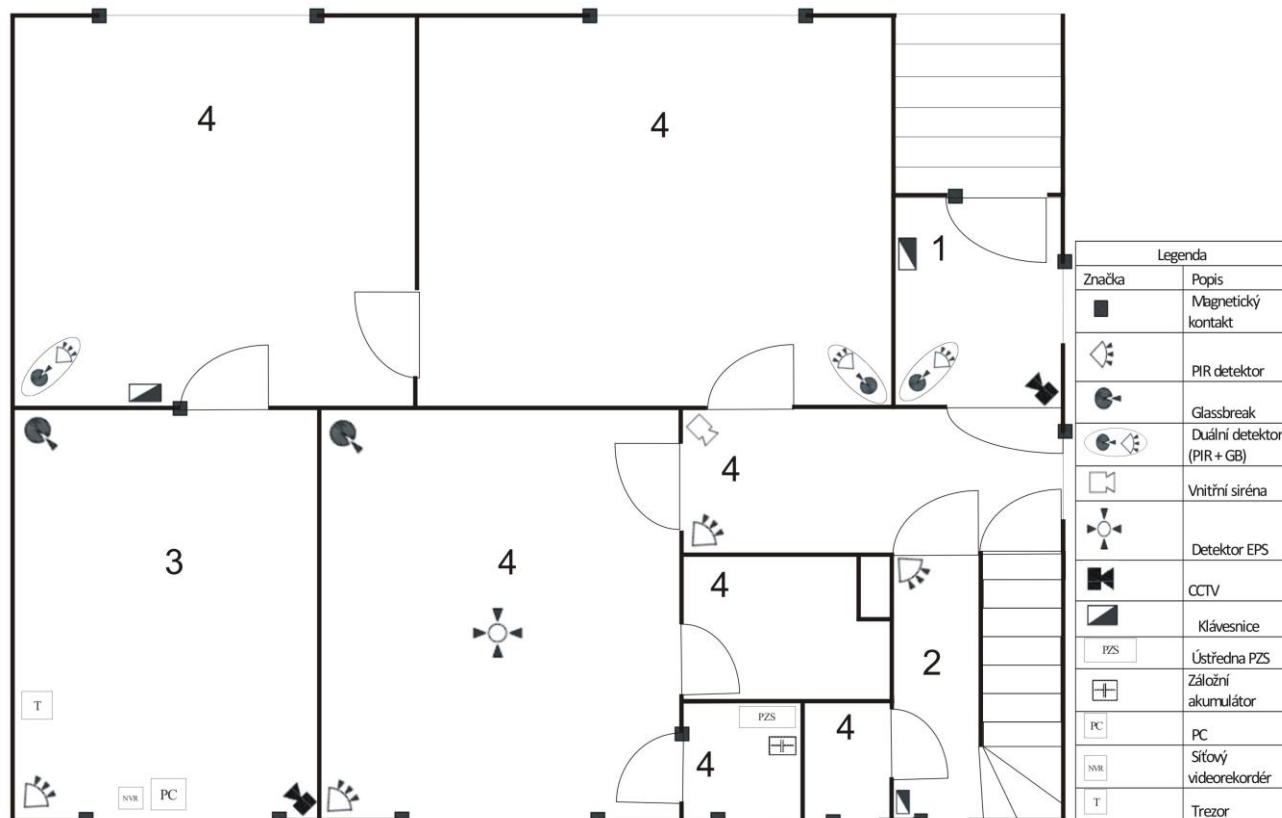 4
4
1
4
3
4
4
2
4
4
T
NVR
PC
PZS
Legenda
Značka Popis
Magnetický
kontakt
PIR detektor
Glassbreak
Duální detektor
(PIR + GB)
Vnitřní siréna
Detektor EPS
CCTV
Klávesnice
PZS Ústředna PZS
Záložní
akumulátor
PC PC
Síťový
NVR videorekordér
T Trezor